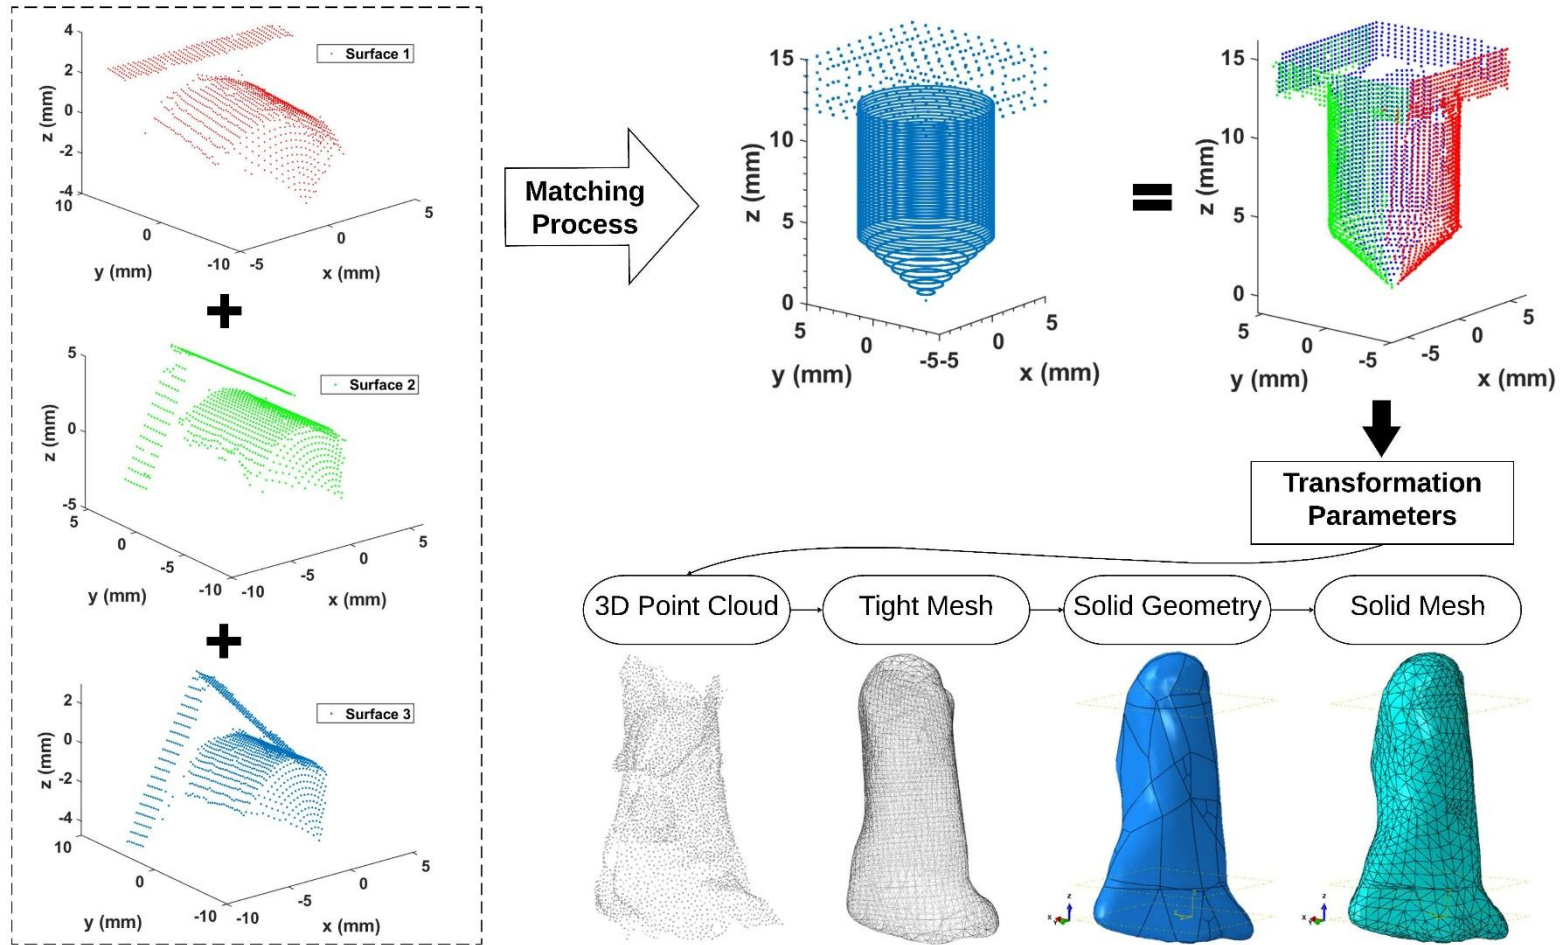 4
2
0
-2
-4
z (mm)
Surface 1
10
0
-10
-5
0
5
y (mm)
x (mm)
+
5
0
-5
z (mm)
Surface 2
5
0
-5
-10
-10
-5
0
5
y (mm)
x (mm)
+
2
0
-2
-4
z (mm)
Surface 3
10
0
-10
-10
-5
0
5
y (mm)
x (mm)
Matching
Process
15
10
5
0
z (mm)
5
0
-5
-5
0
5
y (mm)
x (mm)
=
15
10
5
0
z (mm)
5
0
-5
-5
0
5
y (mm)
x (mm)
Transformation
Parameters
3D Point Cloud
Tight Mesh
Solid Geometry
Solid Mesh
z
x
z
x